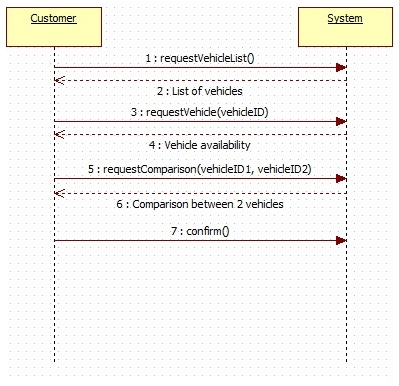 Customer
System
1 : requestVehicleList()
2 : List of vehicles
3 : requestVehicle(vehicleID)
4 : Vehicle availability
5 : requestComparison(vehicleID1, vehicleID2)
6 : Comparison between 2 vehicles
7 : confirm()